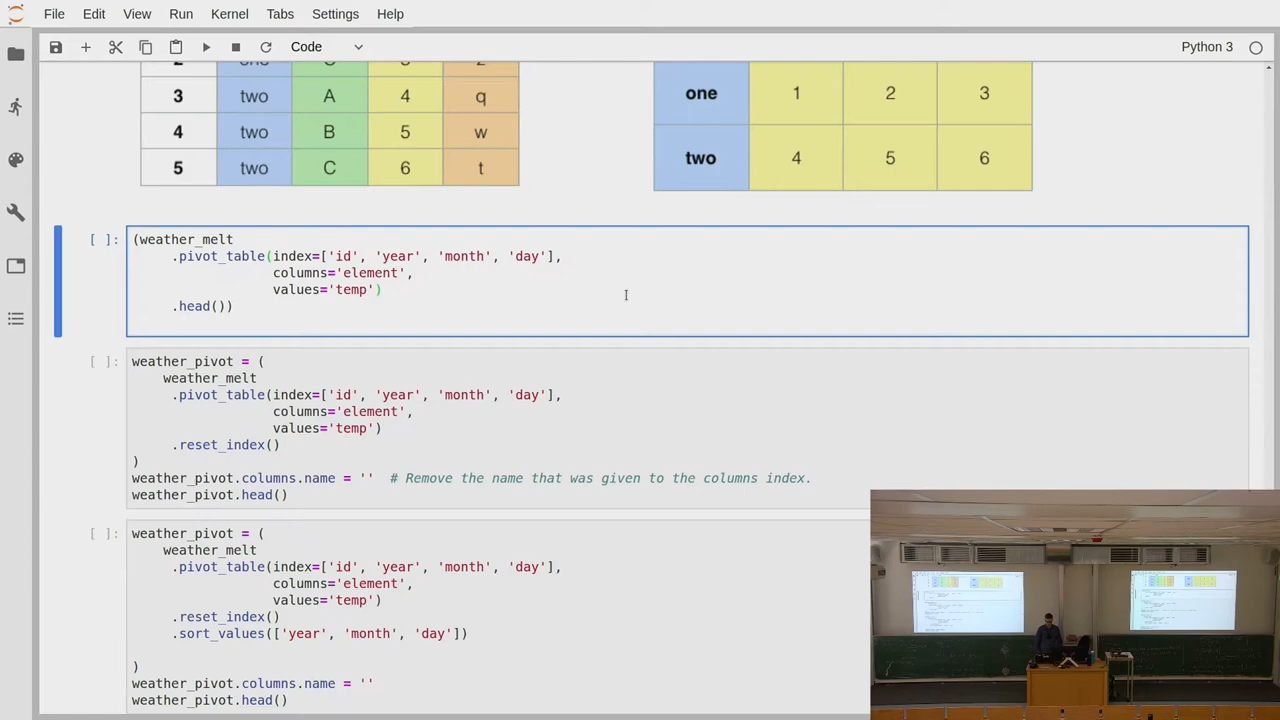 File Edit View Run Kernel Tabs Settings Help
Code
Python 3
3 two A 4 q
4 two B 5 w
5 two C 6 t
one 1 2 3
two 4 5 6
[ ]: (weather_melt
.pivot_table(index=['id', 'year', 'month', 'day'],
columns='element',
values='temp')
.head())
[ ]: weather_pivot = (
weather_melt
.pivot_table(index=['id', 'year', 'month', 'day'],
columns='element',
values='temp')
.reset_index()
)
weather_pivot.columns.name = '' # Remove the name that was given to the columns index.
weather_pivot.head()
[ ]: weather_pivot = (
weather_melt
.pivot_table(index=['id', 'year', 'month', 'day'],
columns='element',
values='temp')
.reset_index()
.sort_values(['year', 'month', 'day'])
)
weather_pivot.columns.name = ''
weather_pivot.head()